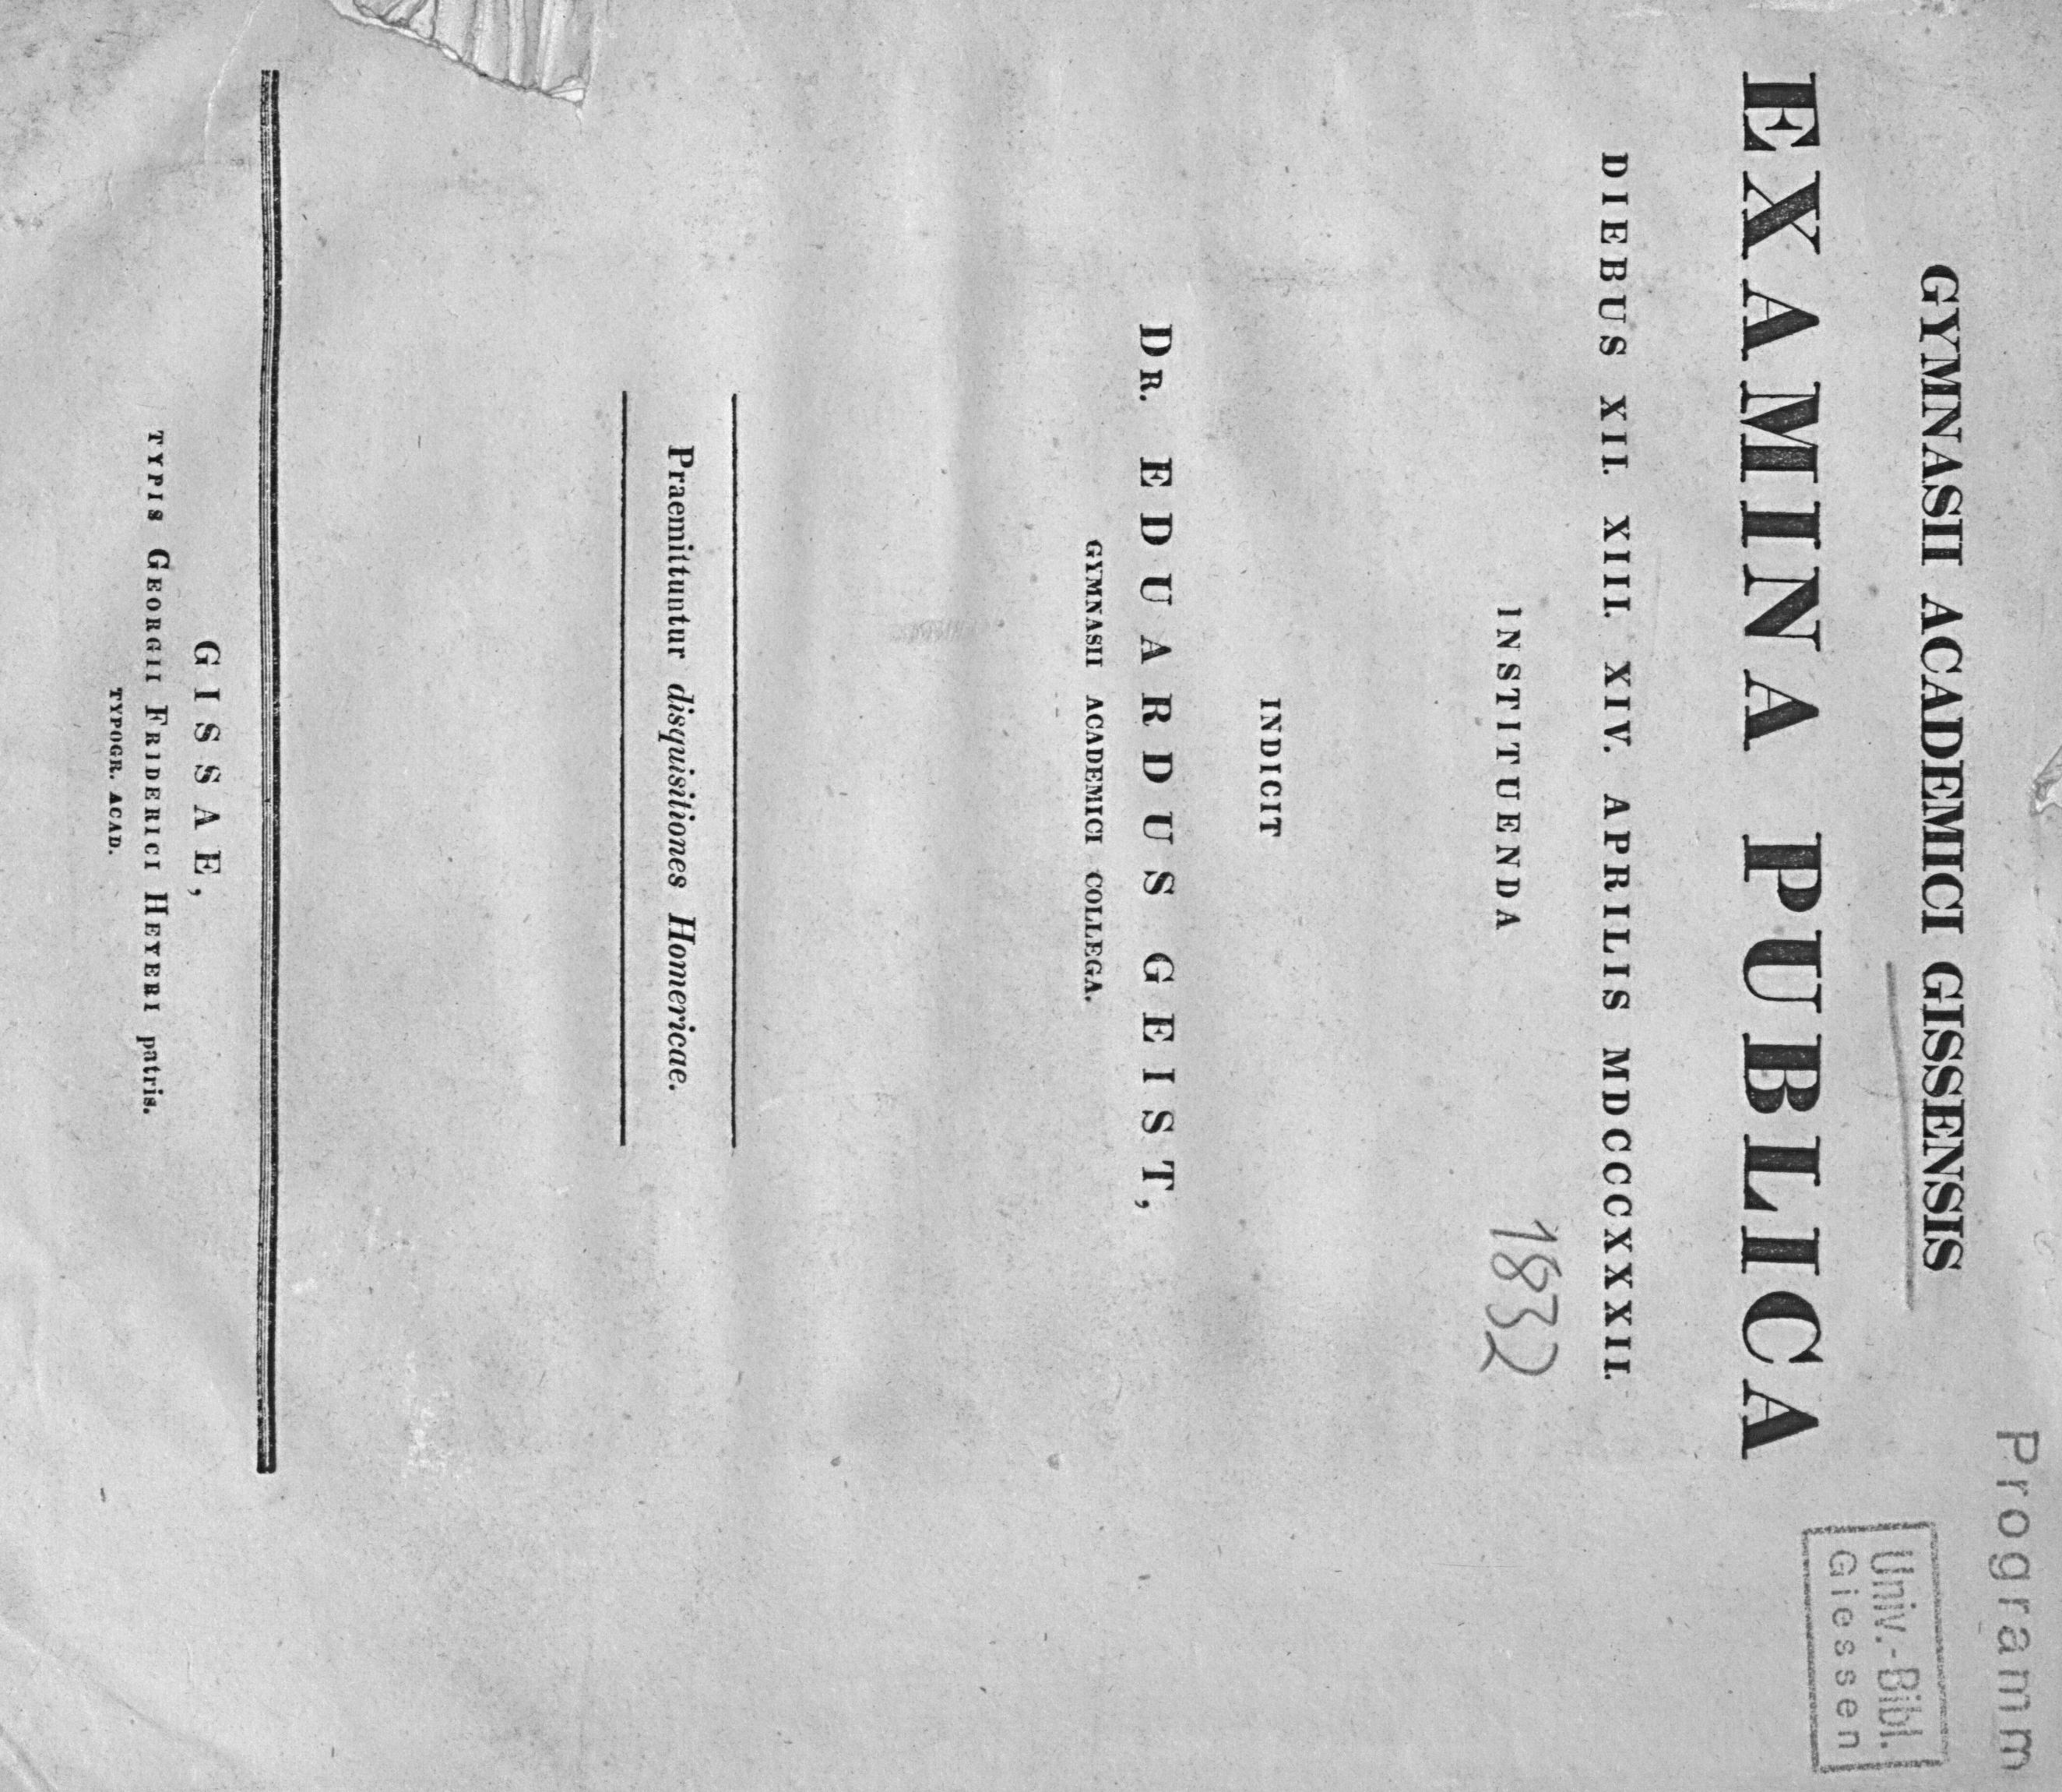 Programm
GYMNASII ACADEMICI GISSENSIS
Univ.-Bibl.
Giessen
EXAMINA PUBLICA
DIEBUS XII. XIII. XIV. APRILIS MDCCCXXXII.
INSTITUENDA
1832
INDICIT
DR. EDUARDUS GEIST,
GYMNASII ACADEMICI COLLEGA.
Praemittuntur disquisitiones Homericae.
GISSAE,
TYPIS GEORGII FRIDERICI HEYERI patris.
TYPOGR. ACAD.